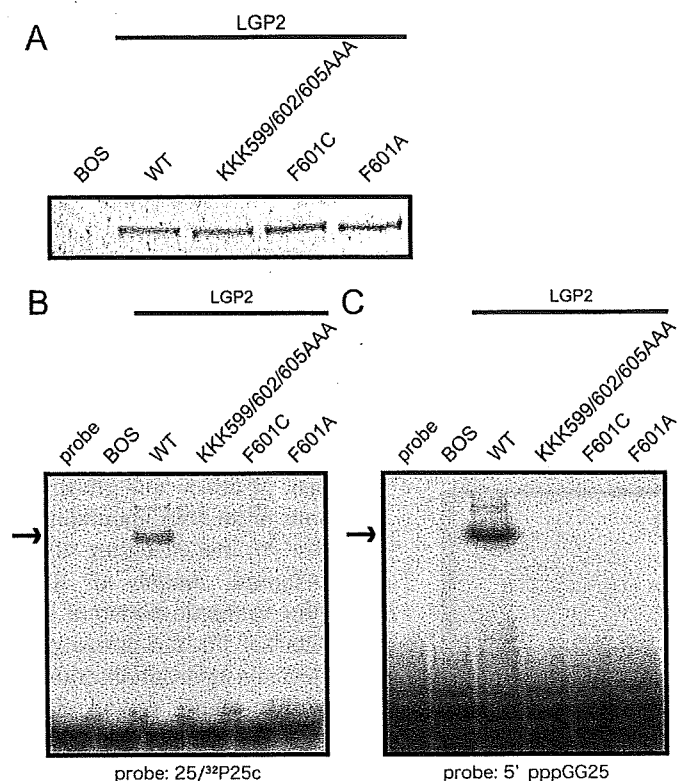 A
LGP2
BOS
WT
KKK599/602/605AAA
F601C
F601A
B
LGP2
probe
BOS
WT
KKK599/602/605AAA
F601C
F601A
→
probe: 25/³²P25c
C
LGP2
probe
BOS
WT
KKK599/602/605AAA
F601C
F601A
→
probe: 5' pppGG25